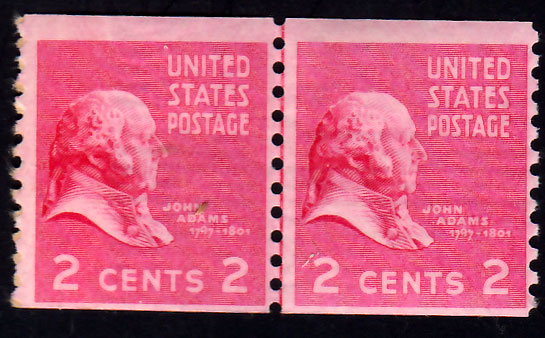 UNITED
STATES
POSTAGE
JOHN
ADAMS
1797-1801
2 CENTS 2
UNITED
STATES
POSTAGE
JOHN
ADAMS
1797-1801
2 CENTS 2